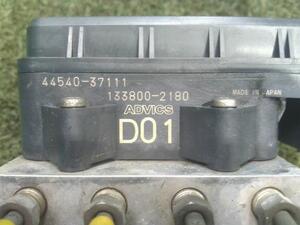 44540-37111
133800-2180
MADE IN JAPAN
ADVICS
D01